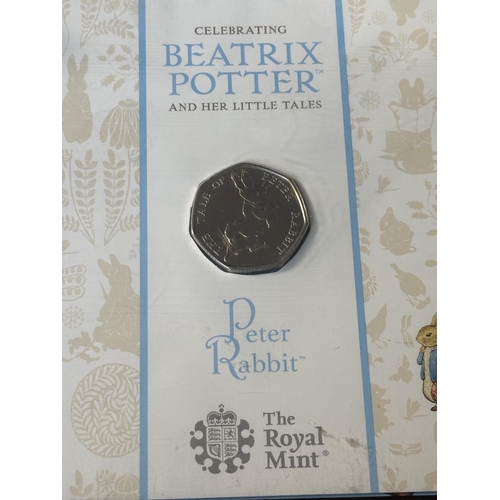 CELEBRATING
BEATRIX
POTTER™
AND HER LITTLE TALES
THE TALE OF PETER RABBIT
Peter
Rabbit™
The
Royal
Mint®